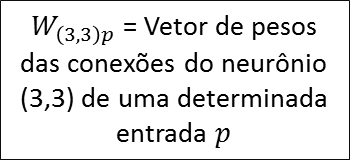 W(3,3)p = Vetor de pesos
das conexões do neurônio
(3,3) de uma determinada
entrada p